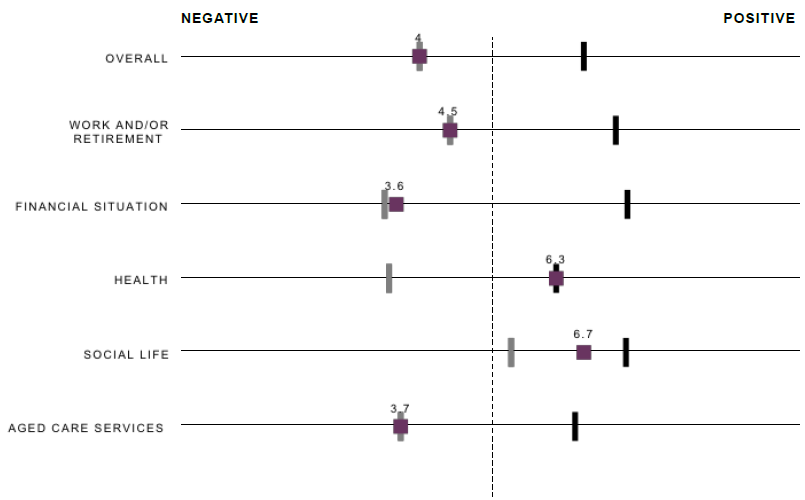 NEGATIVE
POSITIVE
4
OVERALL
4.5
WORK AND/OR
RETIREMENT
3.6
FINANCIAL SITUATION
6.3
HEALTH
6.7
SOCIAL LIFE
3.7
AGED CARE SERVICES